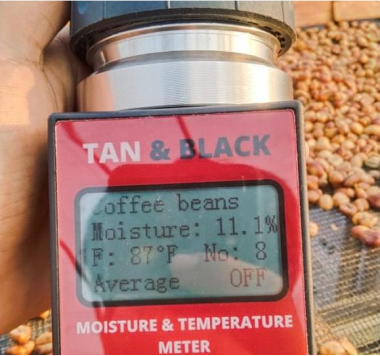 TAN & BLACK
Coffee beans
Moisture: 11.1%
F: 87°F No: 8
Average OFF
MOISTURE & TEMPERATURE
METER